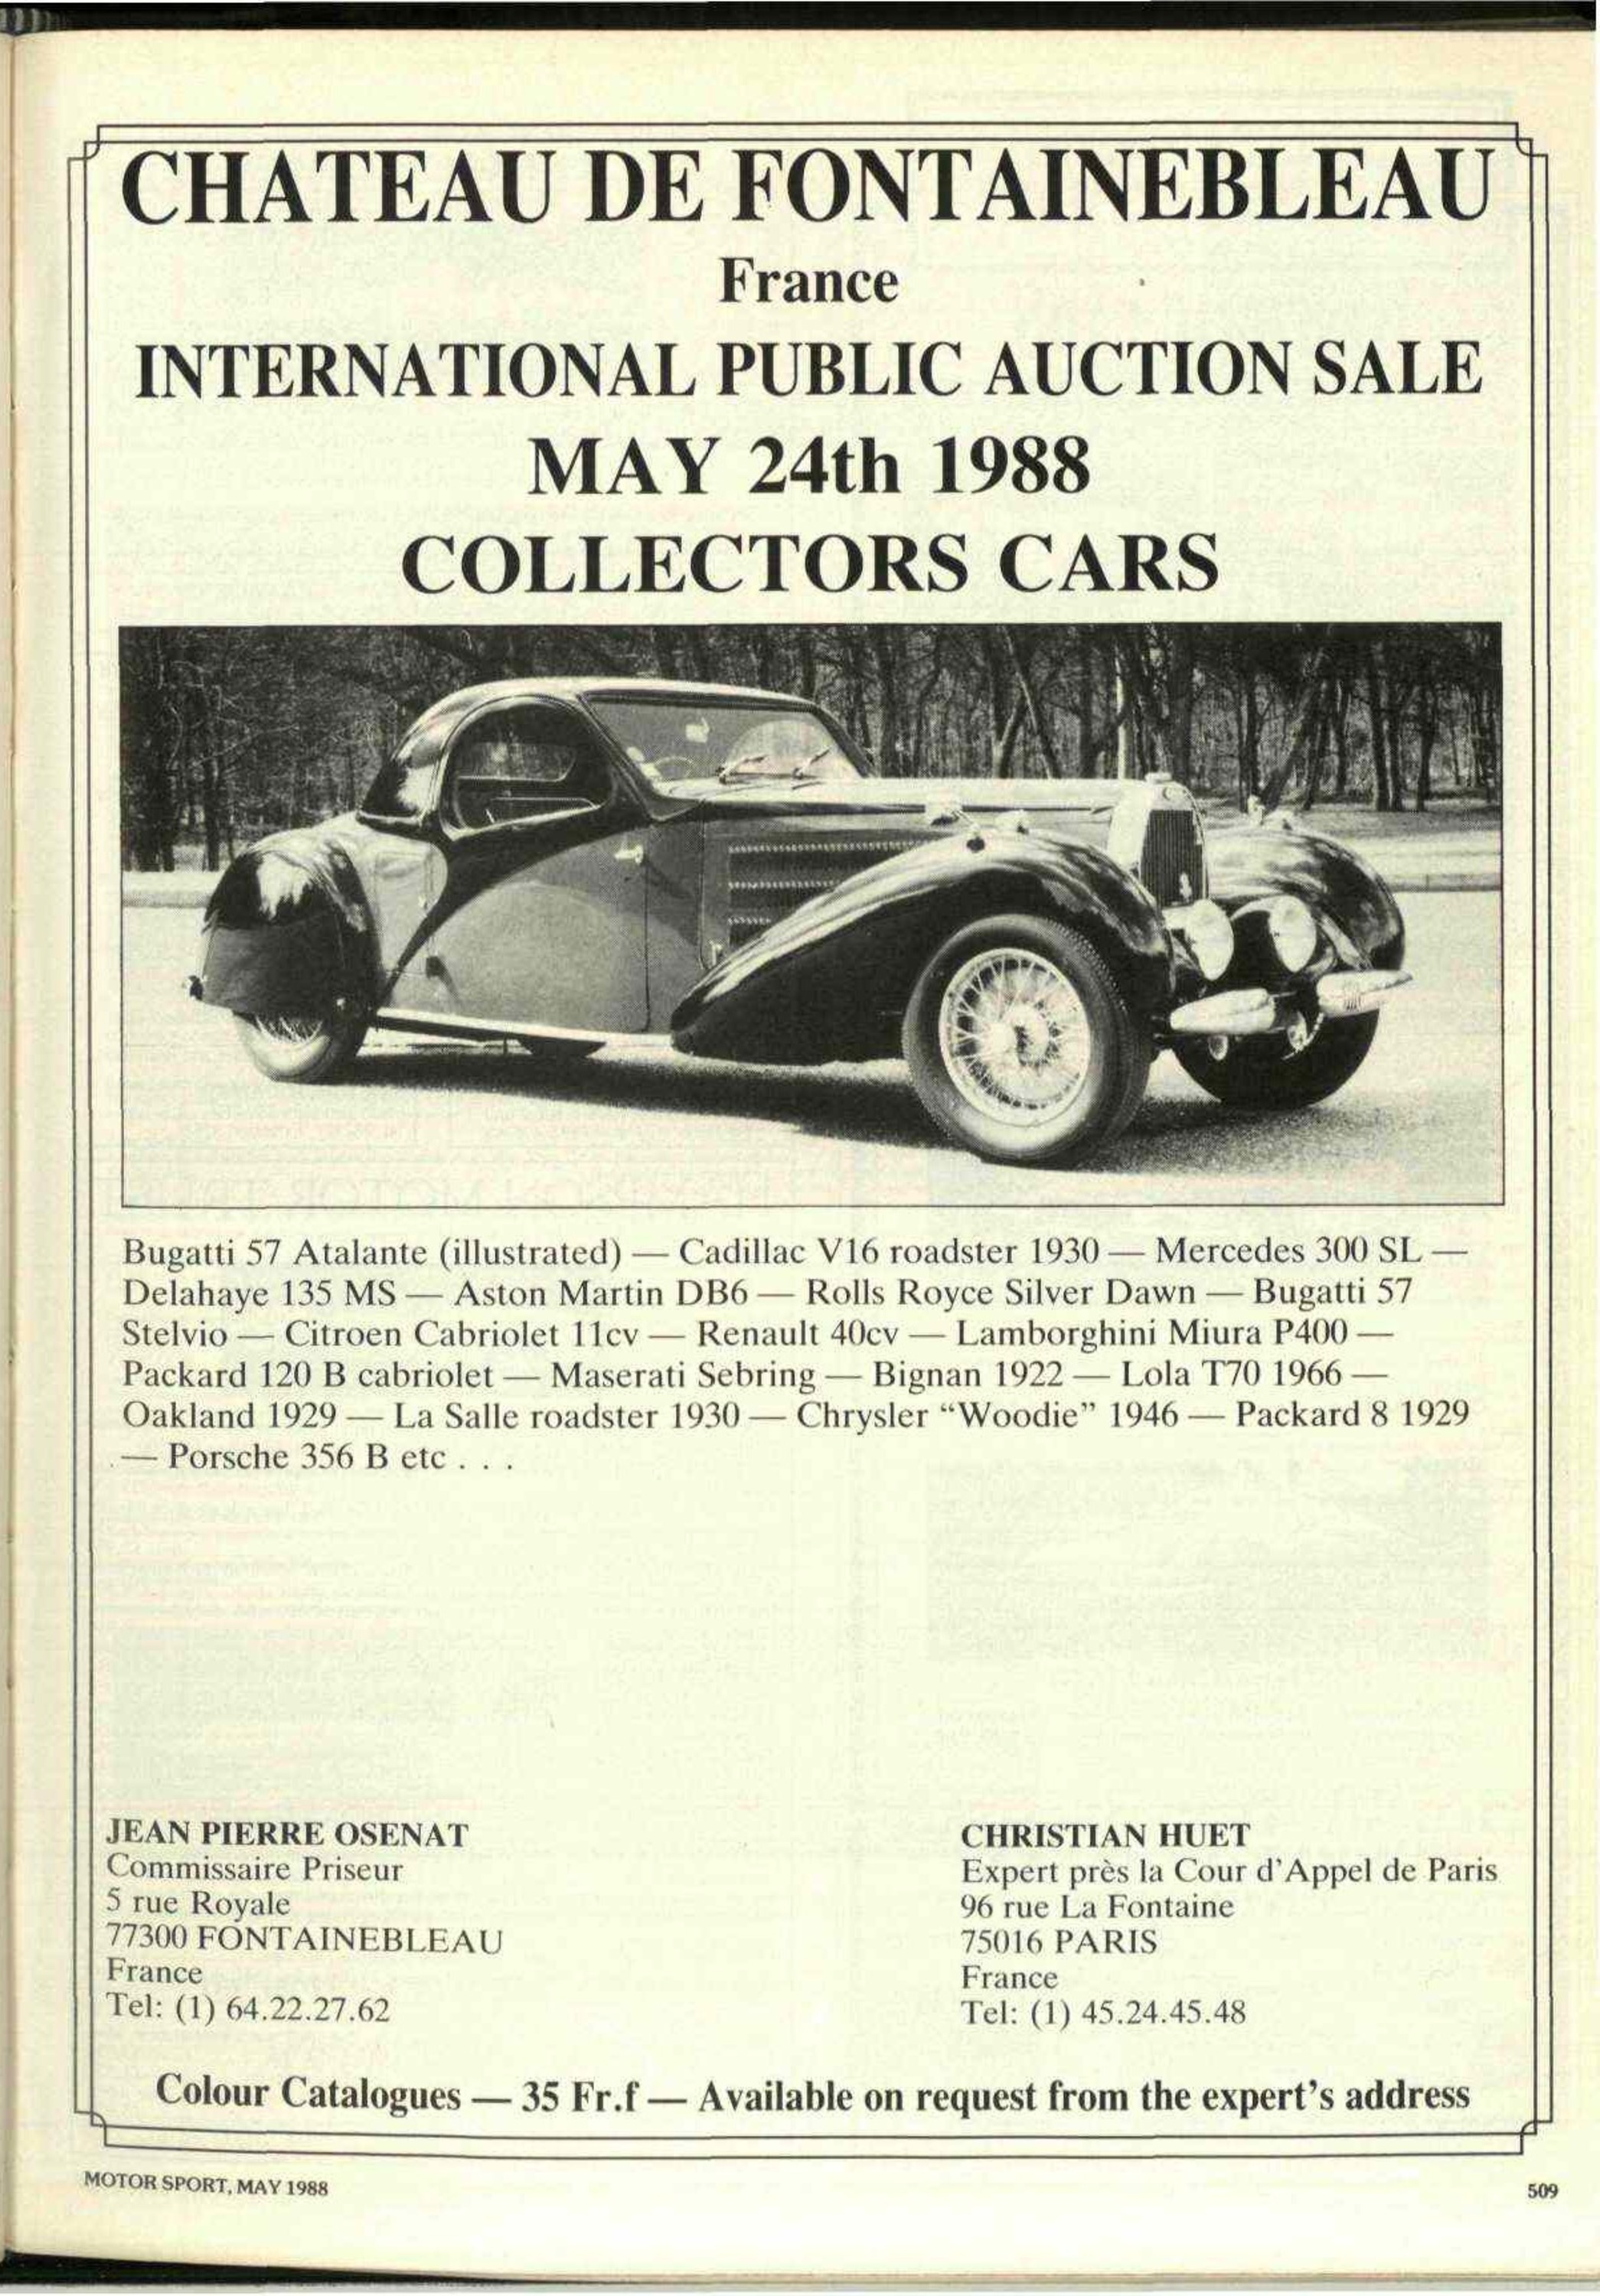 CHATEAU DE FONTAINEBLEAU
France
INTERNATIONAL PUBLIC AUCTION SALE
MAY 24th 1988
COLLECTORS CARS
Bugatti 57 Atalante (illustrated) — Cadillac V16 roadster 1930 — Mercedes 300 SL —
Delahaye 135 MS — Aston Martin DB6 — Rolls Royce Silver Dawn — Bugatti 57
Stelvio — Citroen Cabriolet 11cv — Renault 40cv — Lamborghini Miura P400 —
Packard 120 B cabriolet — Maserati Sebring — Bignan 1922 — Lola T70 1966 —
Oakland 1929 — La Salle roadster 1930 — Chrysler “Woodie” 1946 — Packard 8 1929
— Porsche 356 B etc . . .
JEAN PIERRE OSENAT
Commissaire Priseur
5 rue Royale
77300 FONTAINEBLEAU
France
Tel: (1) 64.22.27.62
CHRISTIAN HUET
Expert près la Cour d'Appel de Paris
96 rue La Fontaine
75016 PARIS
France
Tel: (1) 45.24.45.48
Colour Catalogues — 35 Fr.f — Available on request from the expert's address
MOTOR SPORT, MAY 1988
509